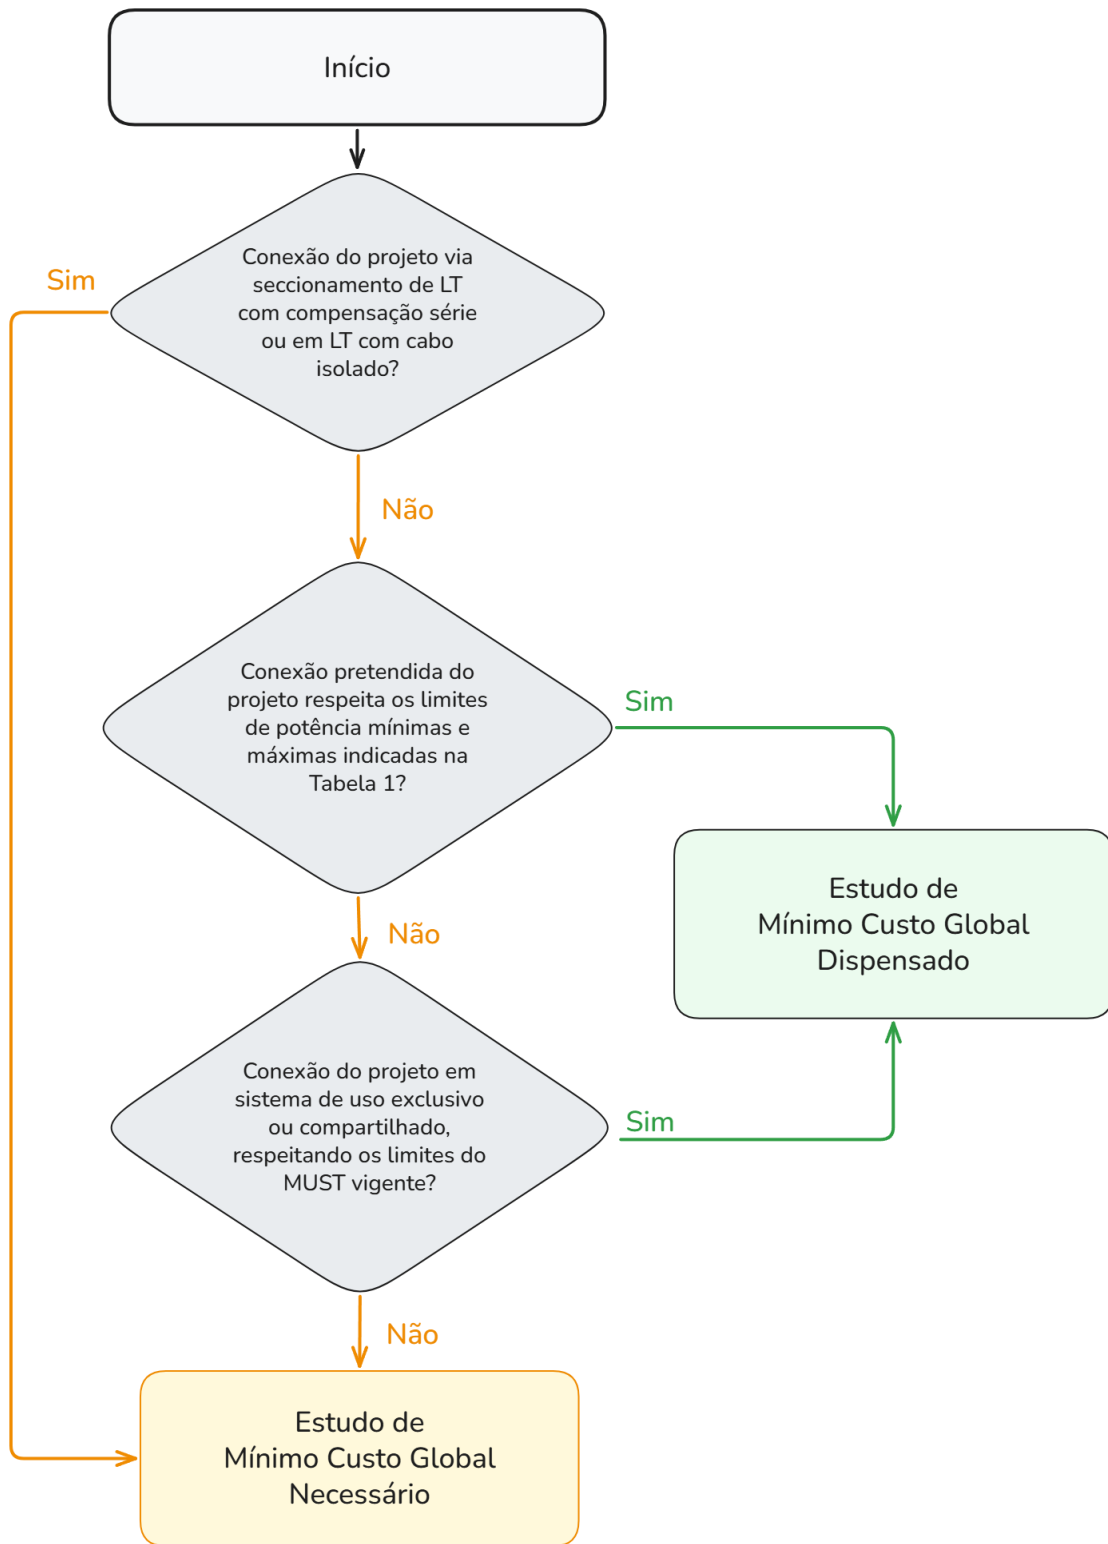 Início
Conexão do projeto via
seccionamento de LT
com compensação série
ou em LT com cabo
isolado?
Sim
Não
Conexão pretendida do
projeto respeita os limites
de potência mínimas e
máximas indicadas na
Tabela 1?
Sim
Estudo de
Mínimo Custo Global
Dispensado
Não
Conexão do projeto em
sistema de uso exclusivo
ou compartilhado,
respeitando os limites do
MUST vigente?
Sim
Não
Estudo de
Mínimo Custo Global
Necessário